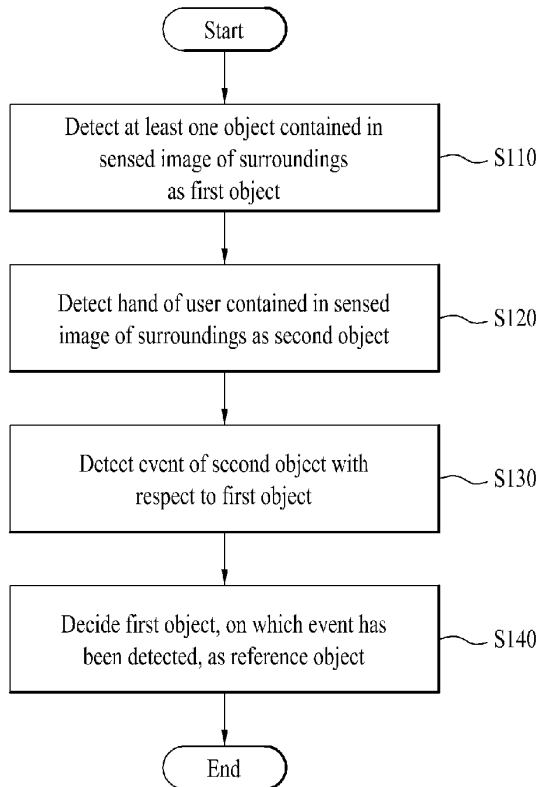 Start
Detect at least one object contained in
sensed image of surroundings
as first object
S110
Detect hand of user contained in sensed
image of surroundings as second object
S120
Detect event of second object with
respect to first object
S130
Decide first object, on which event has
been detected, as reference object
S140
End